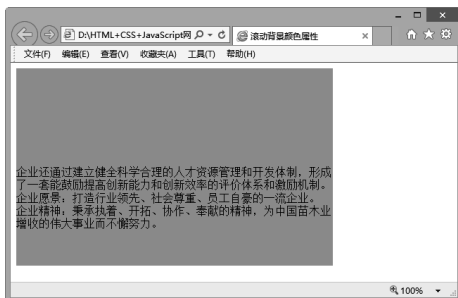 D:\HTML+CSS+JavaScript网
滚动背景颜色属性
文件(F) 编辑(E) 查看(V) 收藏夹(A) 工具(T) 帮助(H)
企业还通过建立健全科学合理的人才资源管理和开发体制，形成
了一套能鼓励提高创新能力和创新效率的评价体系和激励机制。
企业愿景：打造行业领先、社会尊重、员工自豪的一流企业。
企业精神：秉承执着、开拓、协作、奉献的精神，为中国苗木业
增收的伟大事业而不懈努力。
100%